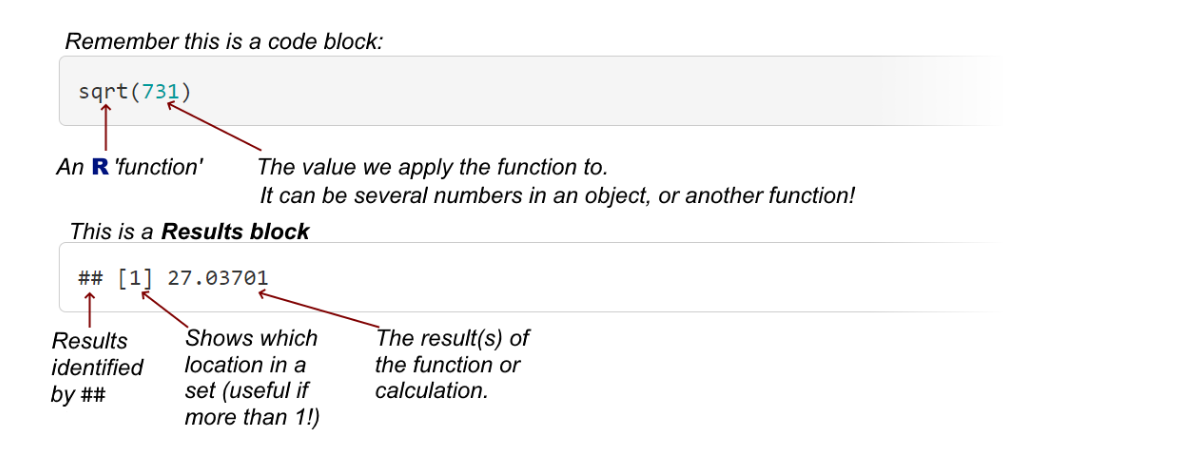 Remember this is a code block:
sqrt(731)
An R 'function'
The value we apply the function to.
It can be several numbers in an object, or another function!
This is a Results block
## [1] 27.03701
Results
identified
by ##
Shows which
location in a
set (useful if
more than 1!)
The result(s) of
the function or
calculation.